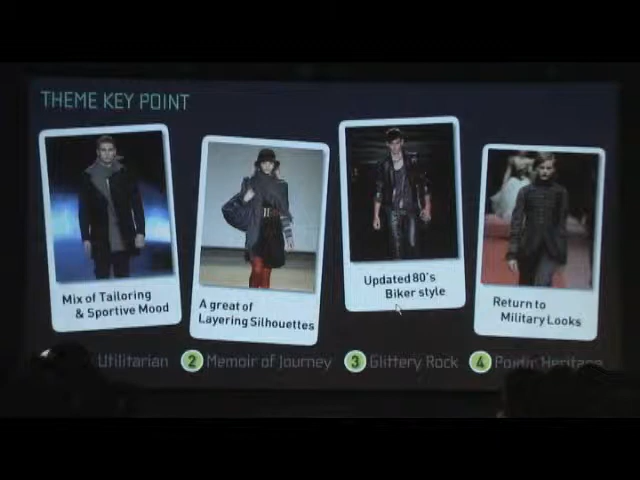 THEME KEY POINT
Mix of Tailoring
& Sportive Mood
A great of
Layering Silhouettes
Updated 80's
Biker style
Return to
Military Looks
Utilitarian
2 Memoir of Journey
3 Glittery Rock
4 Heritage